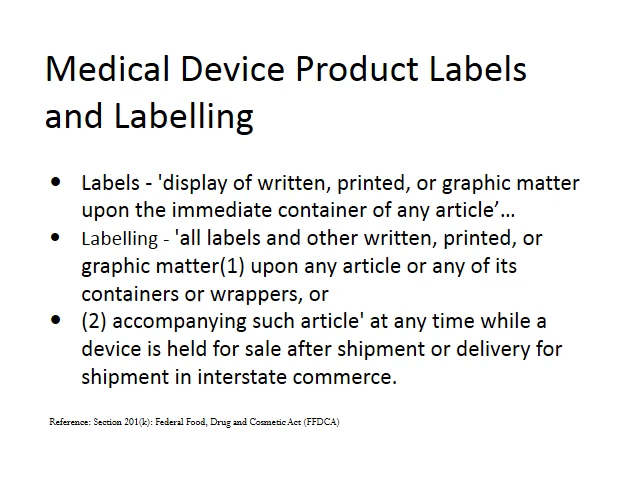 Medical Device Product Labels
and Labelling
● Labels - 'display of written, printed, or graphic matter
upon the immediate container of any article’…
● Labelling - 'all labels and other written, printed, or
graphic matter(1) upon any article or any of its
containers or wrappers, or
● (2) accompanying such article' at any time while a
device is held for sale after shipment or delivery for
shipment in interstate commerce.
Reference: Section 201(k): Federal Food, Drug and Cosmetic Act (FFDCA)